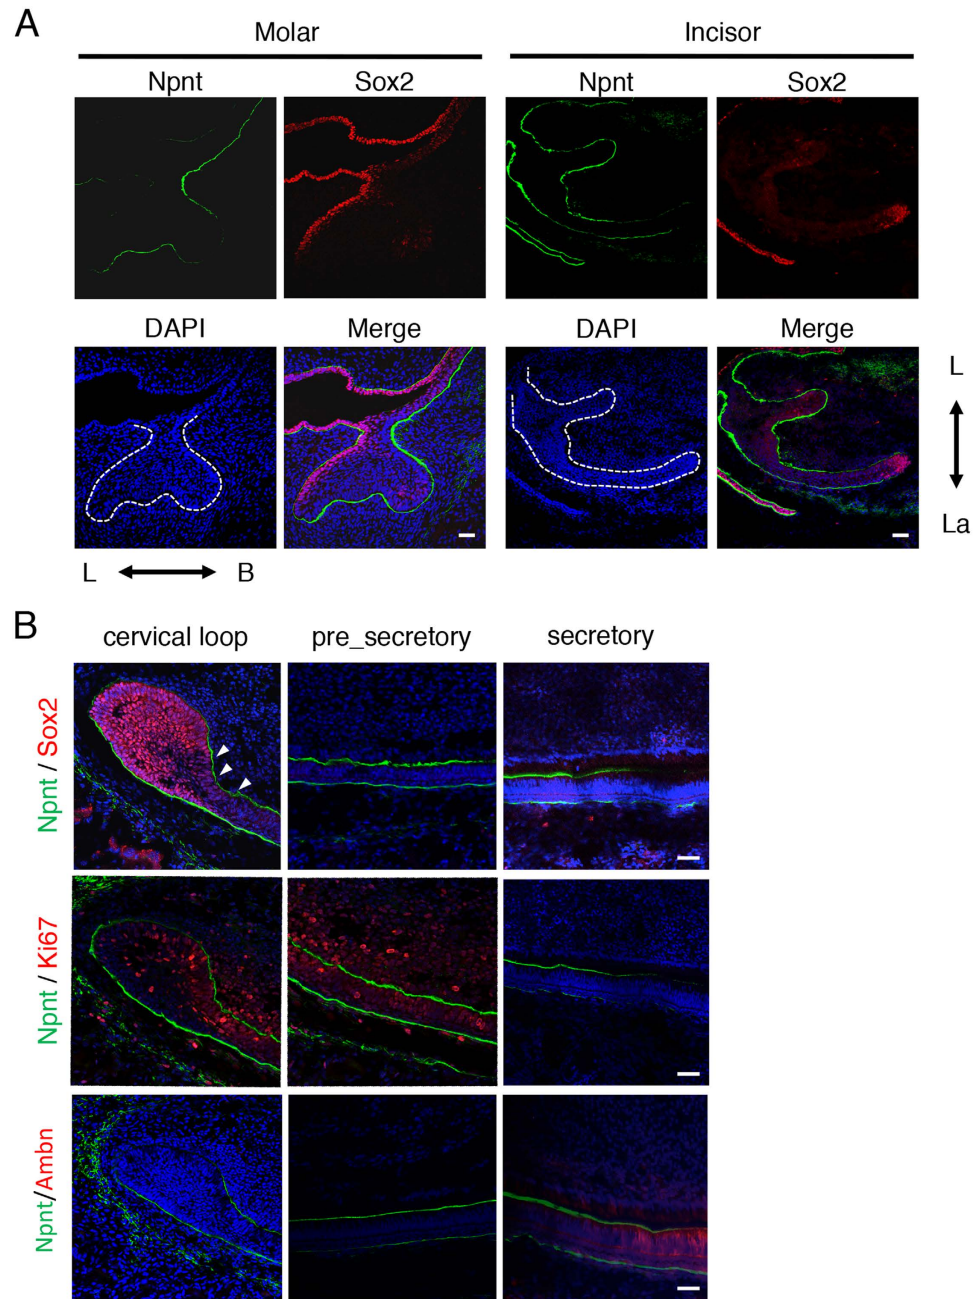 A
Molar
Incisor
Npnt
Sox2
Npnt
Sox2
DAPI
Merge
DAPI
Merge
L
La
L
B
B
cervical loop
pre_secretory
secretory
Npnt / Sox2
Npnt / Ki67
Npnt/Ambn